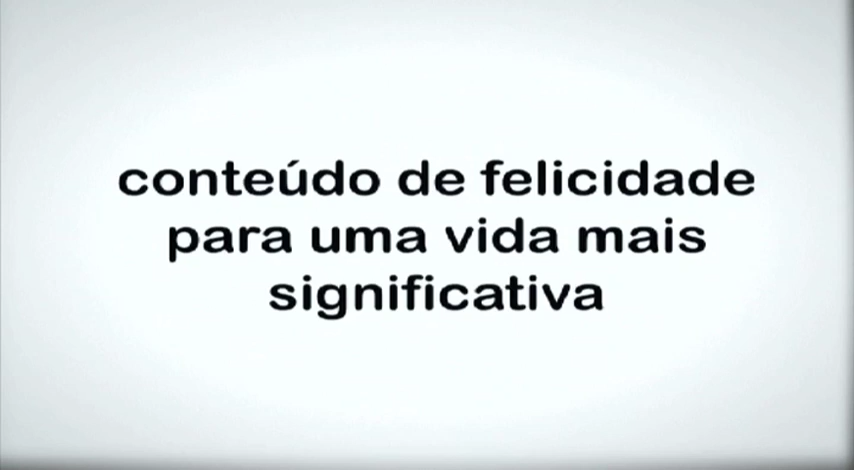 conteúdo de felicidade
para uma vida mais
significativa